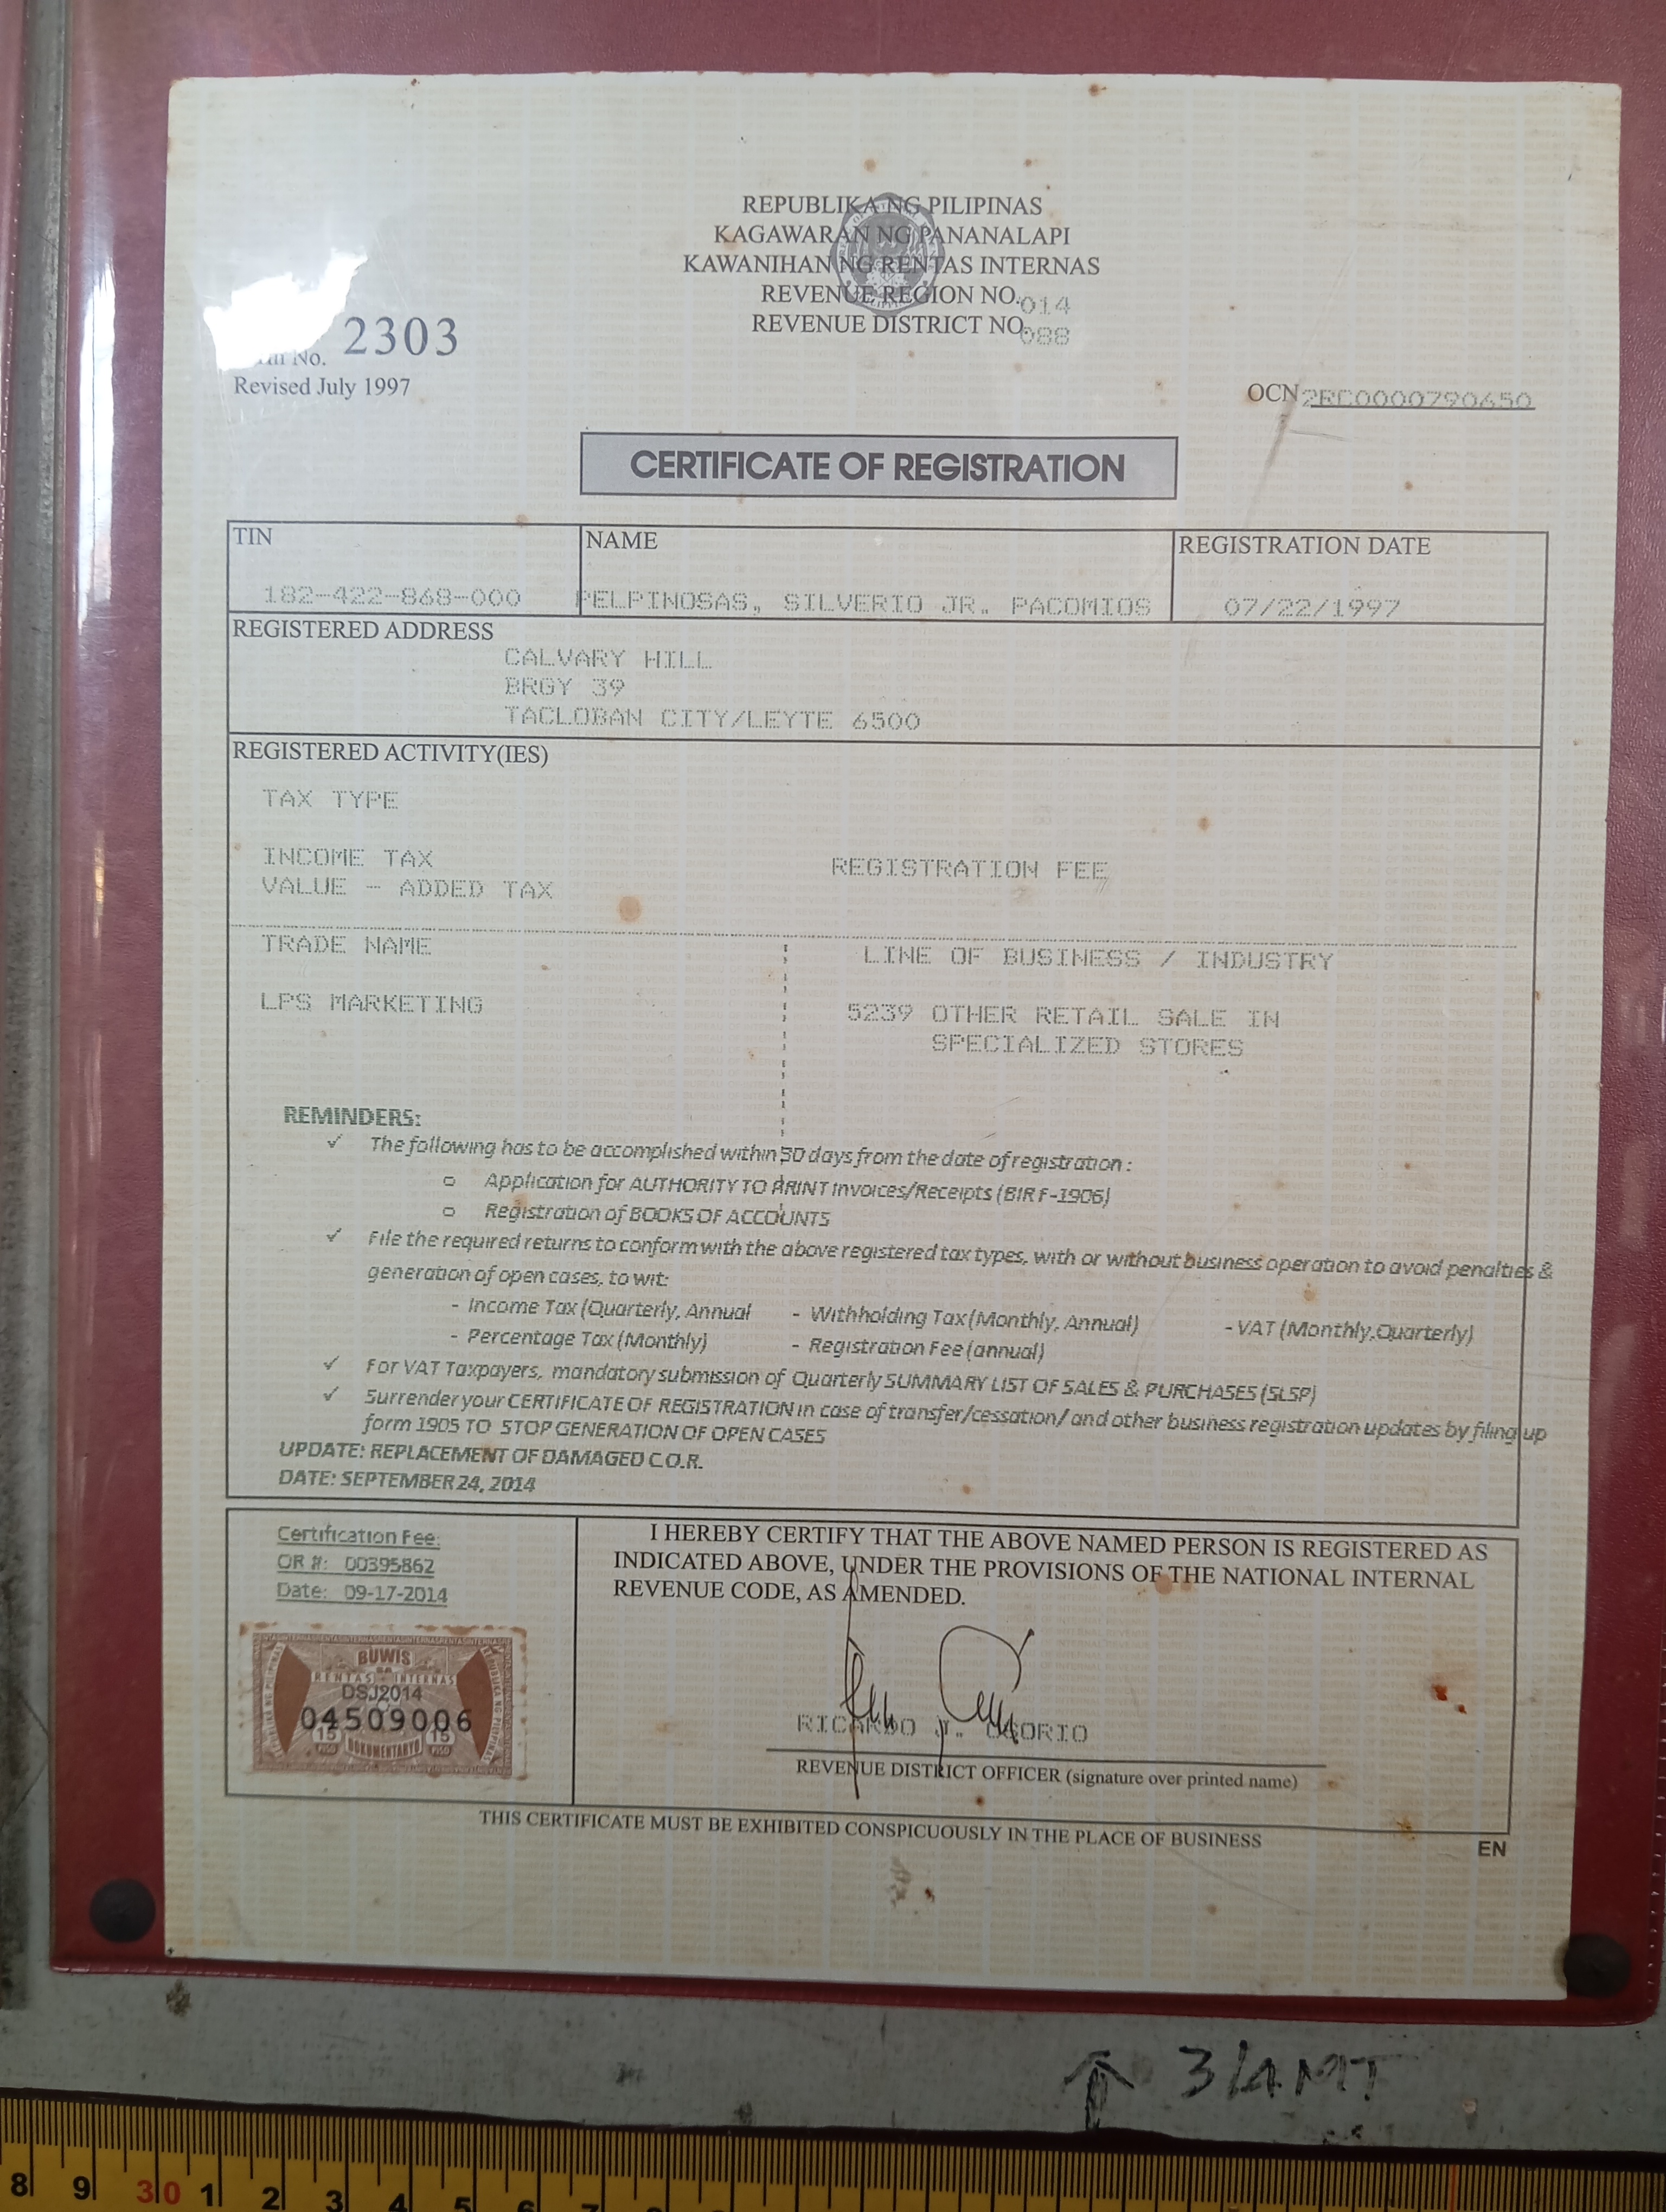 REPUBLIKA NG PILIPINAS
KAGAWARAN NG PANANALAPI
KAWANIHAN NG RENTAS INTERNAS
REVENUE REGION NO. 014
REVENUE DISTRICT NO. 088
No. 2303
Revised July 1997
OCN 2RC0000790650
CERTIFICATE OF REGISTRATION
TIN NAME REGISTRATION DATE
182-422-868-000 PELPINOSAS, SILVERIO JR. PACOMIOS 07/22/1997
REGISTERED ADDRESS
CALVARY HILL
BRGY 39
TACLOBAN CITY/LEYTE 6500
REGISTERED ACTIVITY(IES)
TAX TYPE
INCOME TAX REGISTRATION FEE
VALUE - ADDED TAX
TRADE NAME LINE OF BUSINESS / INDUSTRY
LPS MARKETING 5239 OTHER RETAIL SALE IN
SPECIALIZED STORES
REMINDERS:
✓ The following has to be accomplished within 30 days from the date of registration :
o Application for AUTHORITY TO PRINT Invoices/Receipts (BIR F-1906)
o Registration of BOOKS OF ACCOUNTS
✓ File the required returns to conform with the above registered tax types, with or without business operation to avoid penalties &
generation of open cases, to wit:
- Income Tax (Quarterly, Annual - Withholding Tax (Monthly, Annual) - VAT (Monthly,Quarterly)
- Percentage Tax (Monthly) - Registration Fee (annual)
✓ For VAT Taxpayers, mandatory submission of Quarterly SUMMARY LIST OF SALES & PURCHASES (SLSP)
✓ Surrender your CERTIFICATE OF REGISTRATION in case of transfer/cessation/ and other business registration updates by filing up
form 1905 TO STOP GENERATION OF OPEN CASES
UPDATE: REPLACEMENT OF DAMAGED C.O.R.
DATE: SEPTEMBER 24, 2014
Certification Fee:
OR #: 00395862
Date: 09-17-2014
BUWIS
RENTAS INTERNAS
DSJ2014
04509006
15 15
PISO PISO
DOKUMENTARYO
I HEREBY CERTIFY THAT THE ABOVE NAMED PERSON IS REGISTERED AS
INDICATED ABOVE, UNDER THE PROVISIONS OF THE NATIONAL INTERNAL
REVENUE CODE, AS AMENDED.
RICARDO J. OSORIO
REVENUE DISTRICT OFFICER (signature over printed name)
THIS CERTIFICATE MUST BE EXHIBITED CONSPICUOUSLY IN THE PLACE OF BUSINESS
EN
↑ 3/4 MT
8 9 30 1 2 3 4 5 6 7